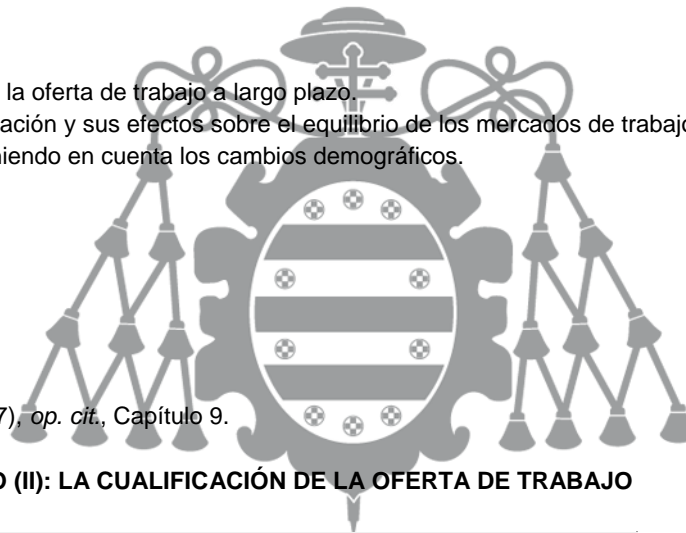 la oferta de trabajo a largo plazo.
ación y sus efectos sobre el equilibrio de los mercados de trabajo
niendo en cuenta los cambios demográficos.
7), op. cit., Capítulo 9.
O (II): LA CUALIFICACIÓN DE LA OFERTA DE TRABAJO